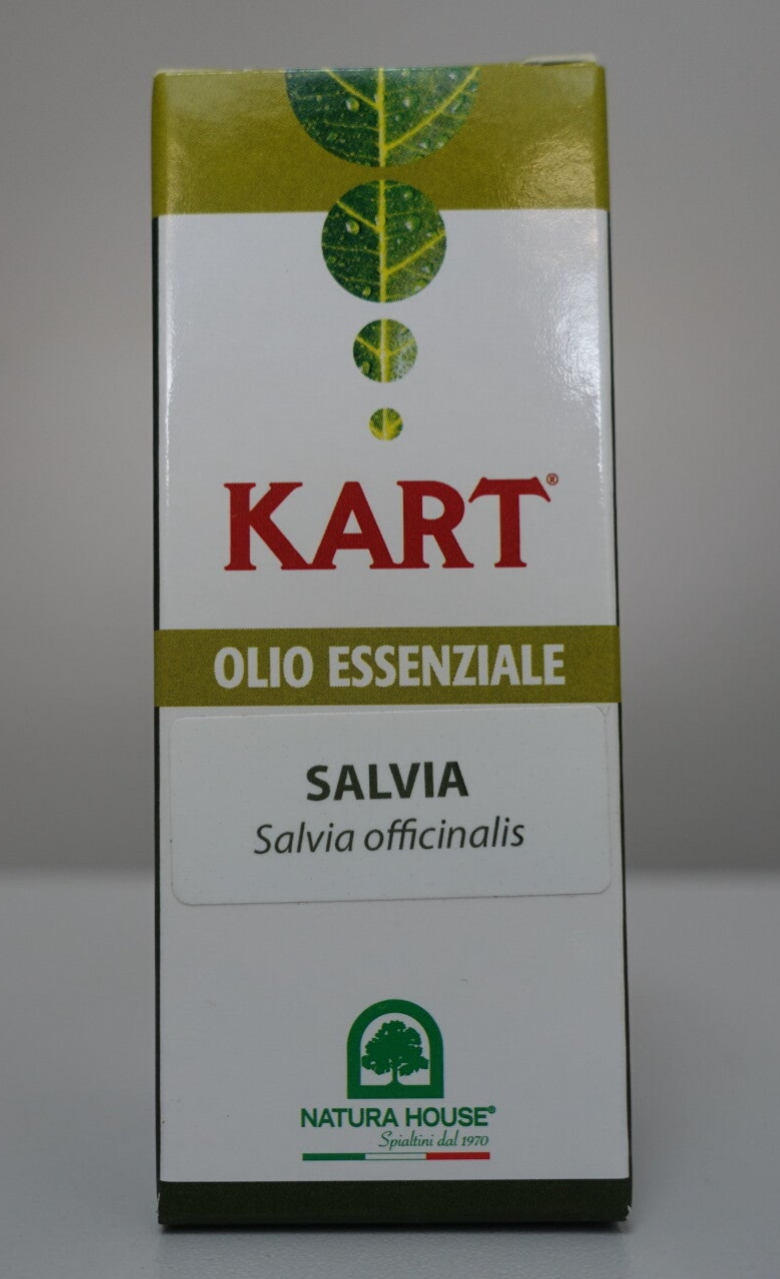 KART®
OLIO ESSENZIALE
SALVIA
Salvia officinalis
NATURA HOUSE®
Spialtini dal 1970